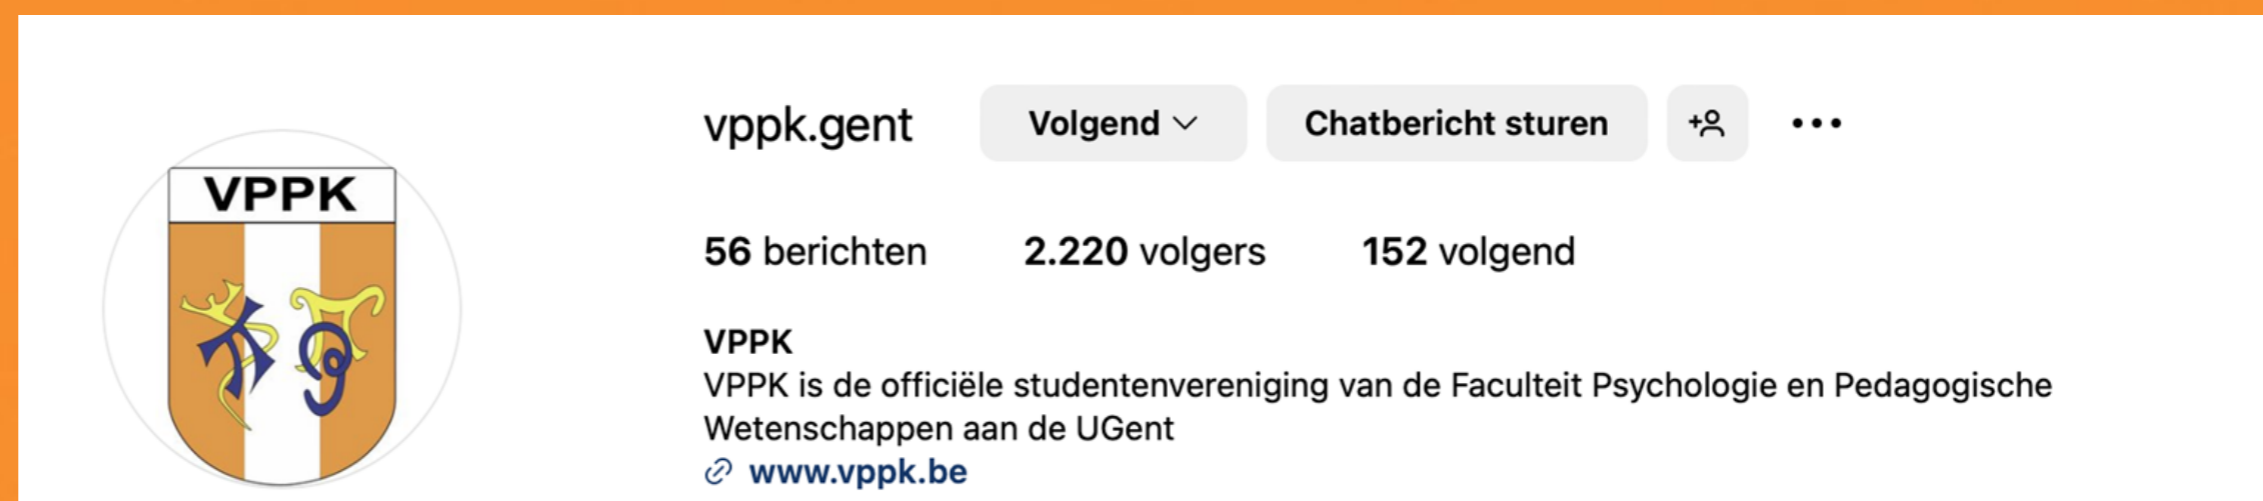 vppk.gent Volgend Chatbericht sturen
VPPK
56 berichten 2.220 volgers 152 volgend
VPPK
VPPK is de officiële studentenvereniging van de Faculteit Psychologie en Pedagogische
Wetenschappen aan de UGent
www.vppk.be